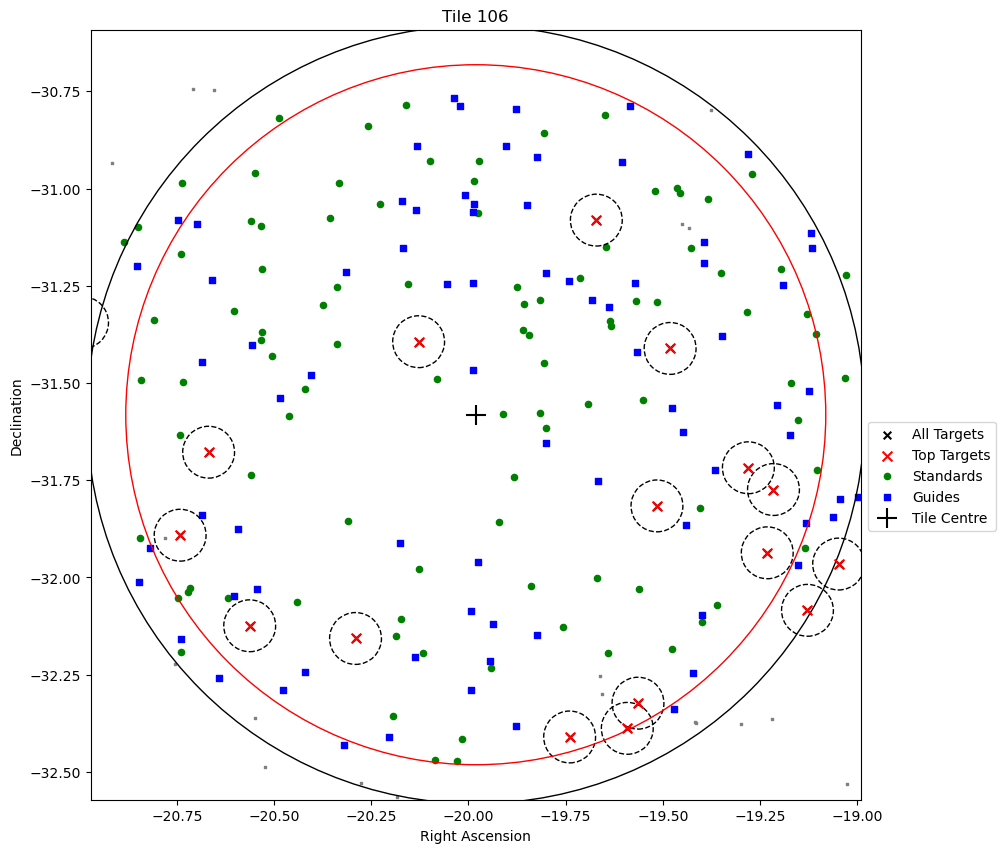 Tile 106
Declination
−30.75
−31.00
−31.25
−31.50
−31.75
−32.00
−32.25
−32.50
−20.75
−20.50
−20.25
−20.00
−19.75
−19.50
−19.25
−19.00
Right Ascension
All Targets
Top Targets
Standards
Guides
Tile Centre